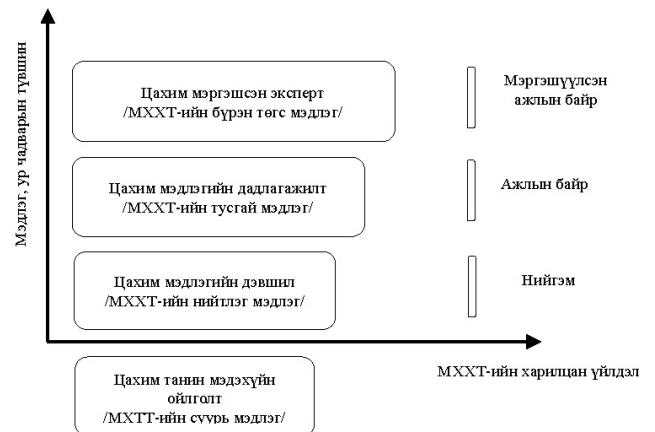 Мэдлэг, ур чадварын түвшин
Цахим мэргэшсэн эксперт
/МХХТ-ийн бүрэн төгс мэдлэг/
Мэргэшүүлсэн
ажлын байр
Цахим мэдлэгийн дадлагажилт
/МХХТ-ийн тусгай мэдлэг/
Ажлын байр
Цахим мэдлэгийн дэвшил
/МХХТ-ийн нийтлэг мэдлэг/
Нийгэм
МХХТ-ийн харилцан үйлдэл
Цахим танин мэдэхүйн
ойлголт
/МХТТ-ийн суурь мэдлэг/